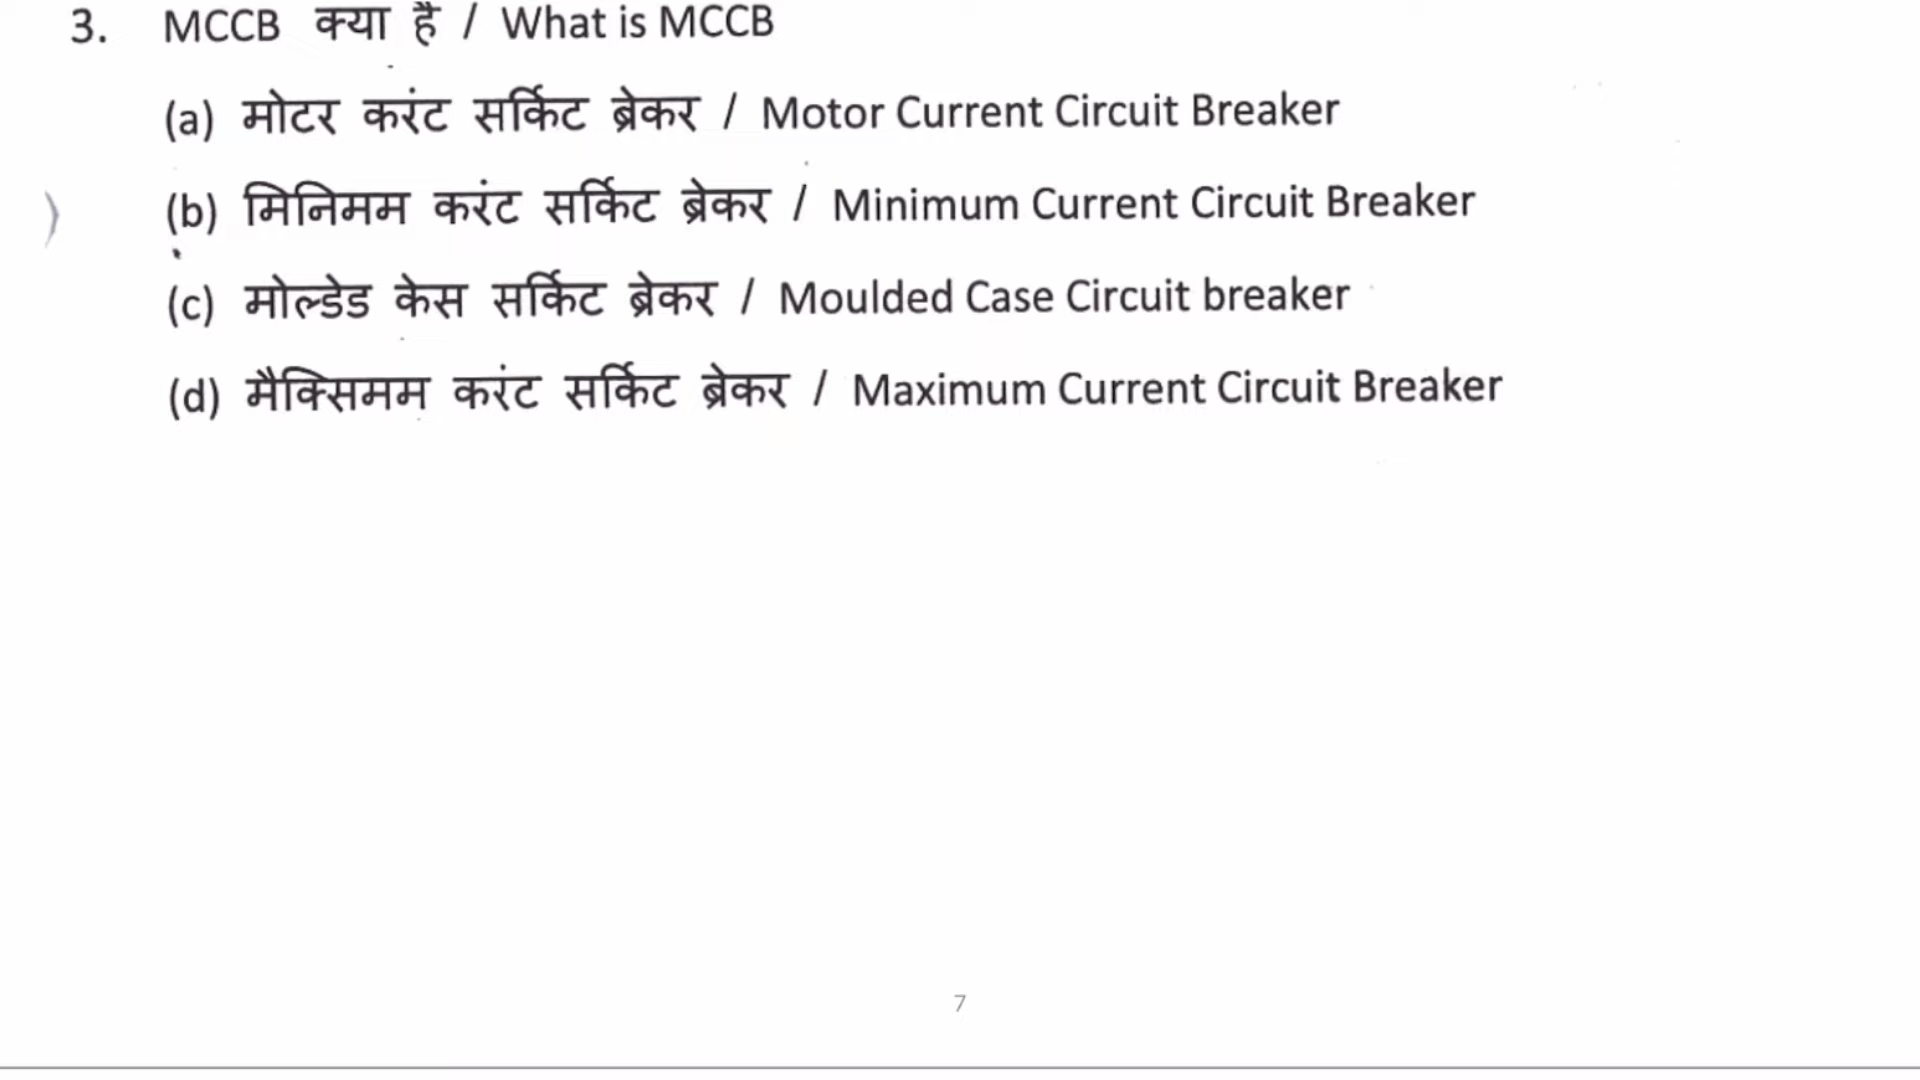 3. MCCB क्या है / What is MCCB
(a) मोटर करंट सर्किट ब्रेकर / Motor Current Circuit Breaker
(b) मिनिमम करंट सर्किट ब्रेकर / Minimum Current Circuit Breaker
(c) मोल्डेड केस सर्किट ब्रेकर / Moulded Case Circuit breaker
(d) मैक्सिमम करंट सर्किट ब्रेकर / Maximum Current Circuit Breaker
7